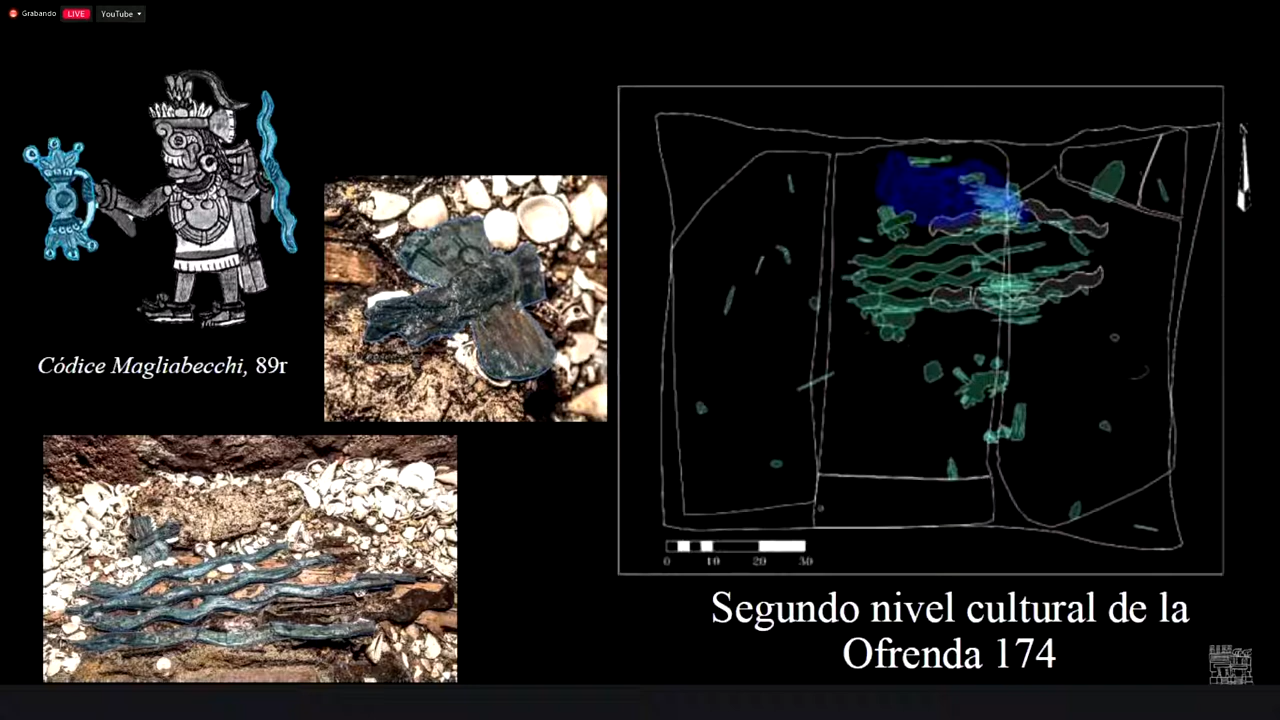 Grabando
LIVE
YouTube
Códice Magliabecchi, 89r
0 10 20 30
Segundo nivel cultural de la
Ofrenda 174